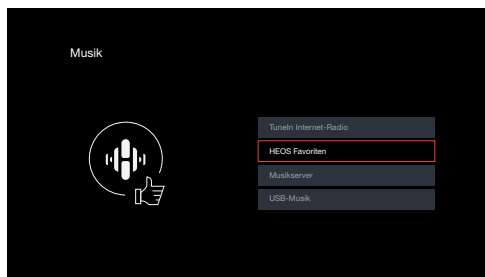 Musik
TuneIn Internet-Radio
HEOS Favoriten
Musikserver
USB-Musik